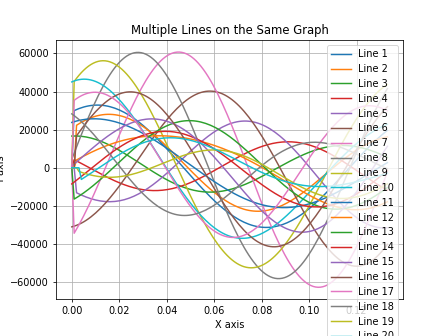 Multiple Lines on the Same Graph
60000
40000
20000
0
−20000
−40000
−60000
0.00
0.02
0.04
0.06
0.08
0.10
X axis
Line 1
Line 2
Line 3
Line 4
Line 5
Line 6
Line 7
Line 8
Line 9
Line 10
Line 11
Line 12
Line 13
Line 14
Line 15
Line 16
Line 17
Line 18
Line 19
Line 20